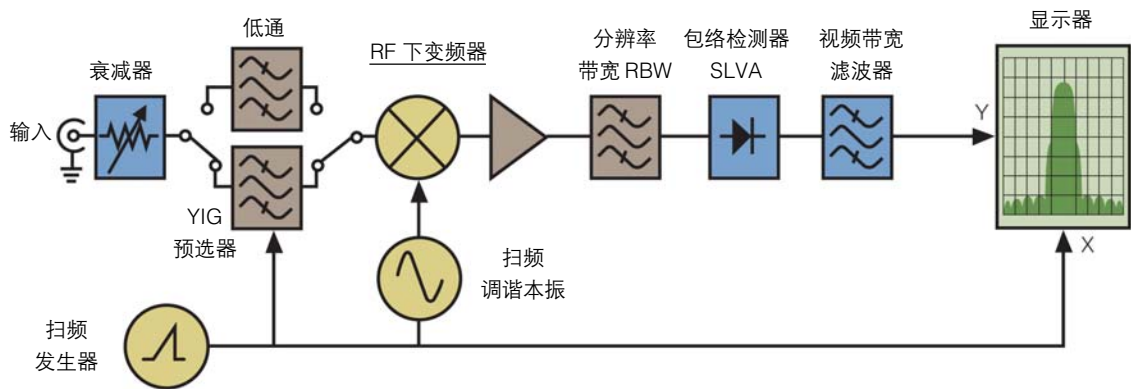 输入
衰减器
低通
YIG
预选器
RF 下变频器
扫频
调谐本振
扫频
发生器
分辨率
带宽 RBW
包络检测器
SLVA
视频带宽
滤波器
显示器
Y
X